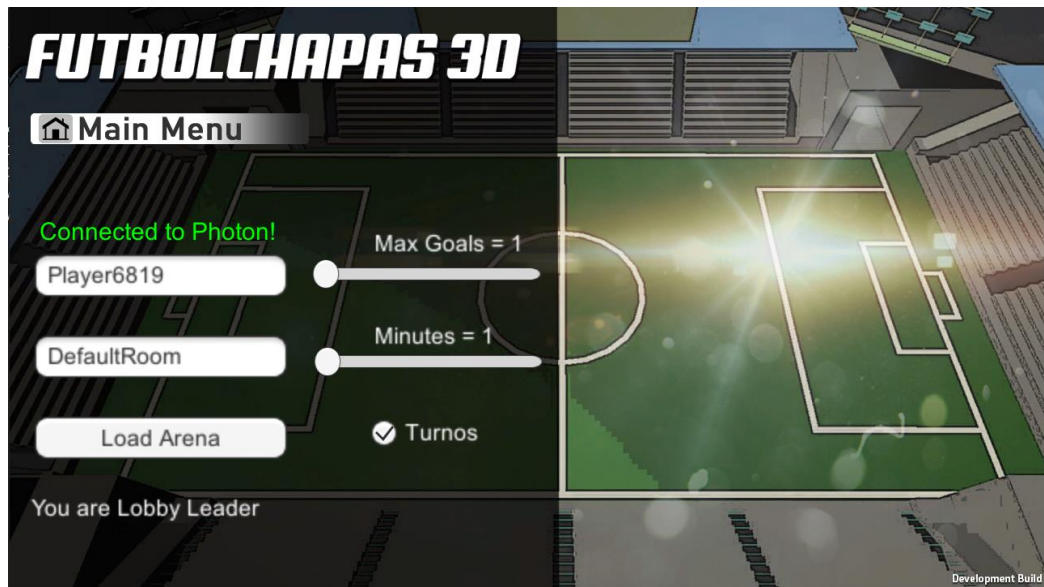 FUTBOLCHAPAS 3D
Main Menu
Connected to Photon!
Player6819
Max Goals = 1
DefaultRoom
Minutes = 1
Load Arena
Turnos
You are Lobby Leader
Development Build